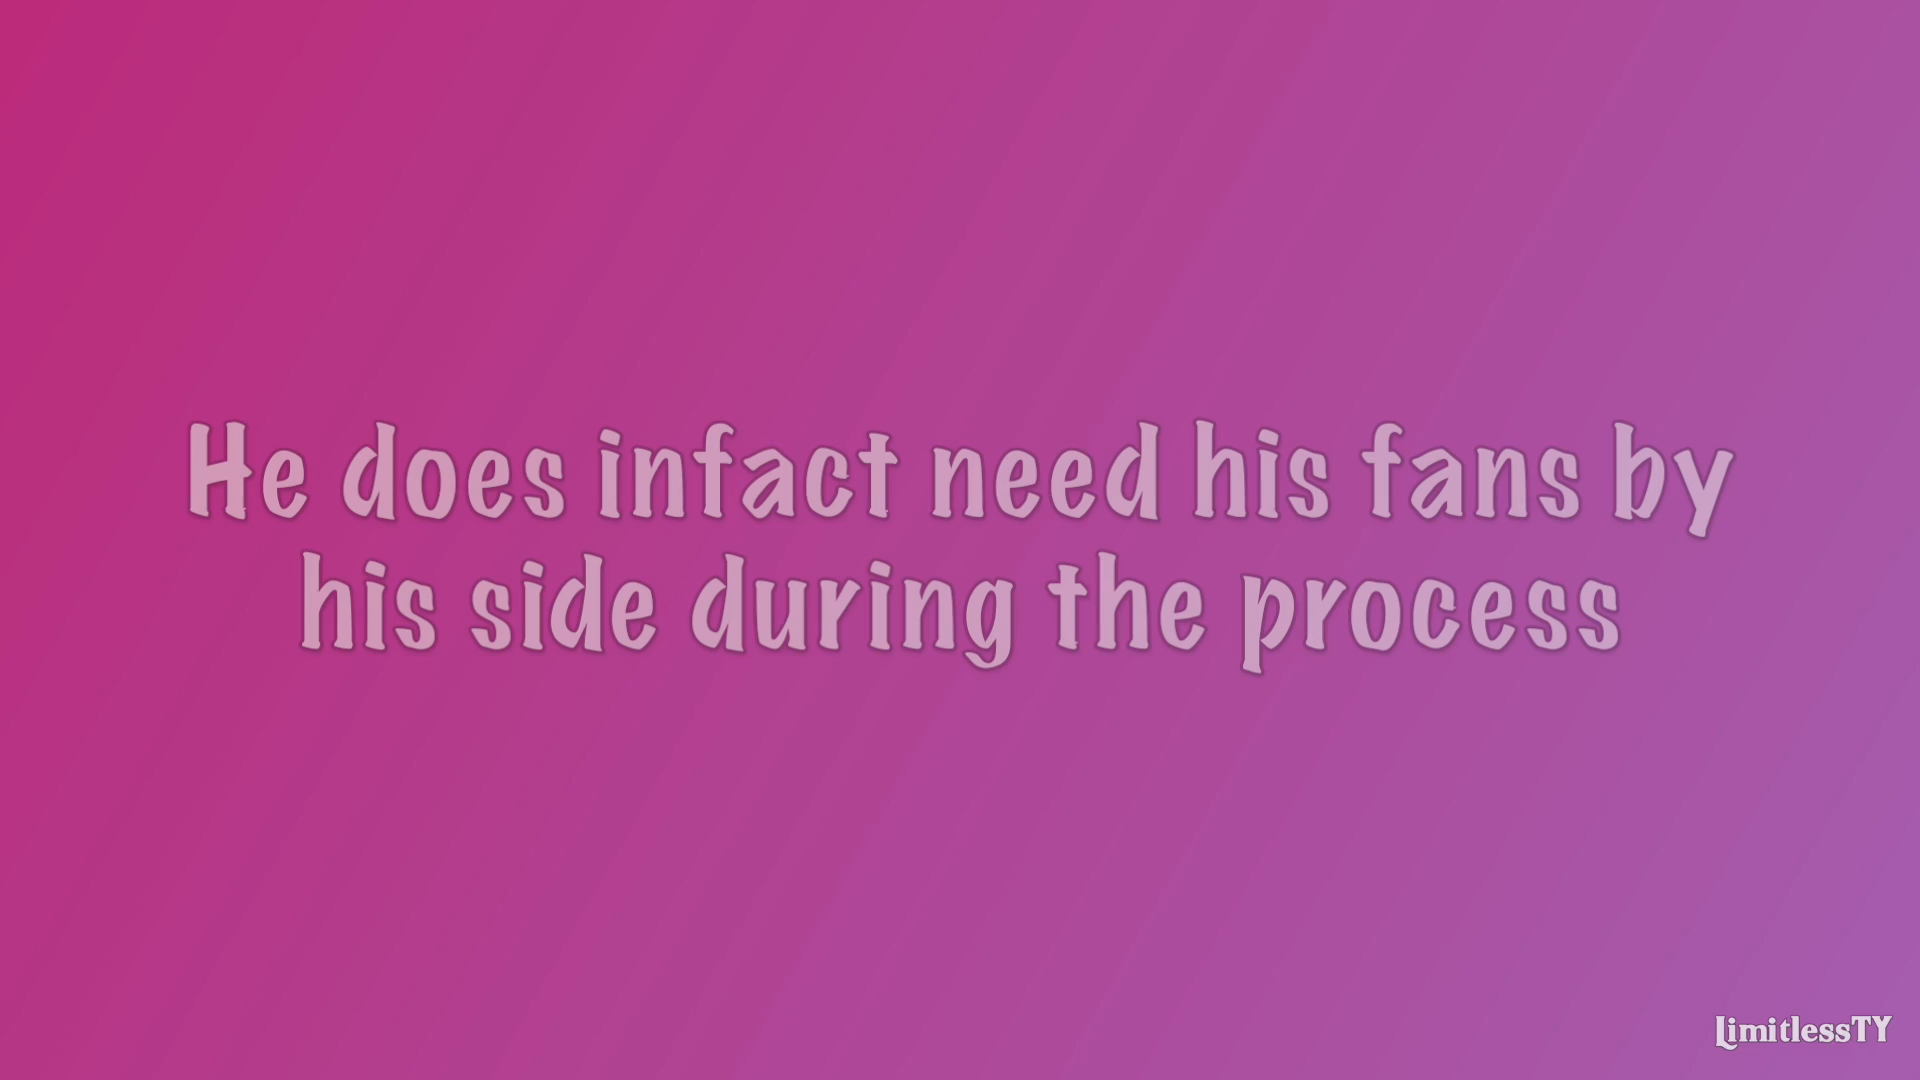 He does infact need his fans by
his side during the process
LimitlessTY